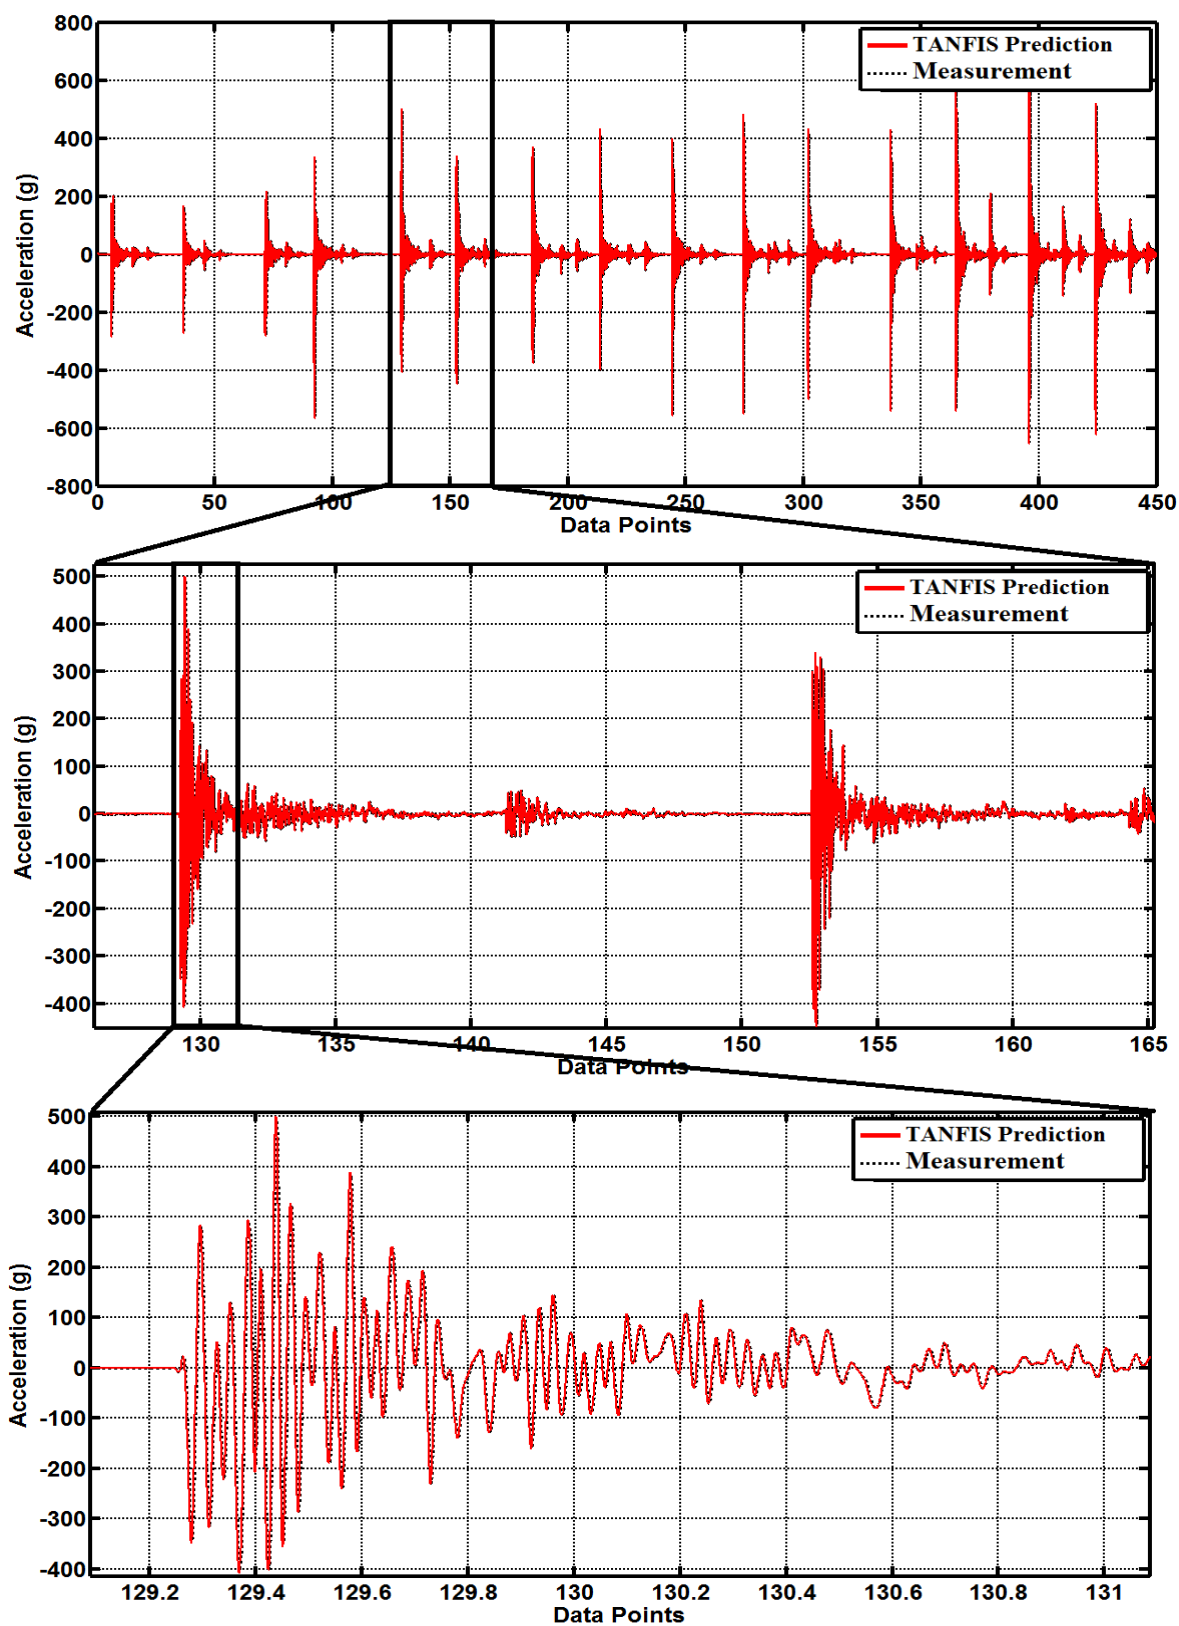 800
600
400
200
0
-200
-400
-600
-800
Acceleration (g)
TANFIS Prediction
Measurement
0 50 100 150 200 250 300 350 400 450
Data Points
500
400
300
200
100
0
-100
-200
-300
-400
Acceleration (g)
TANFIS Prediction
Measurement
130 135 140 145 150 155 160 165
Data Points
500
400
300
200
100
0
-100
-200
-300
-400
Acceleration (g)
TANFIS Prediction
Measurement
129.2 129.4 129.6 129.8 130 130.2 130.4 130.6 130.8 131
Data Points